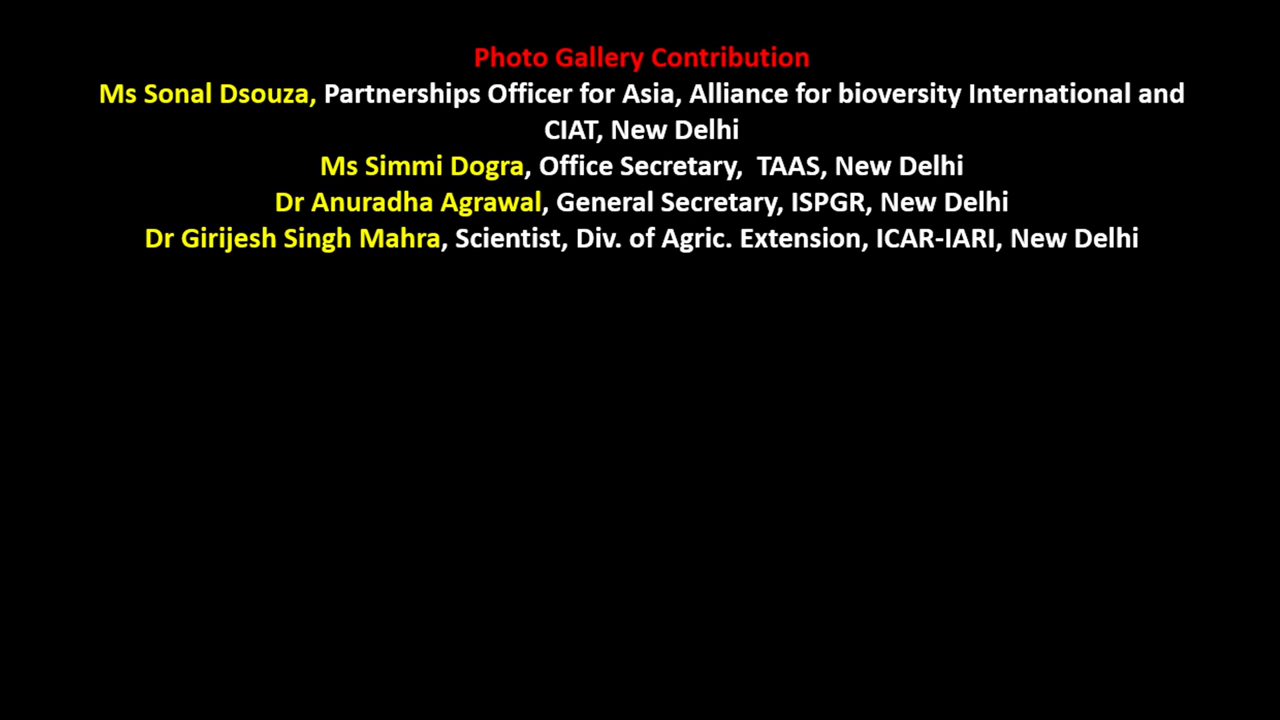 Photo Gallery Contribution
Ms Sonal Dsouza, Partnerships Officer for Asia, Alliance for bioversity International and
CIAT, New Delhi
Ms Simmi Dogra, Office Secretary,  TAAS, New Delhi
Dr Anuradha Agrawal, General Secretary, ISPGR, New Delhi
Dr Girijesh Singh Mahra, Scientist, Div. of Agric. Extension, ICAR-IARI, New Delhi